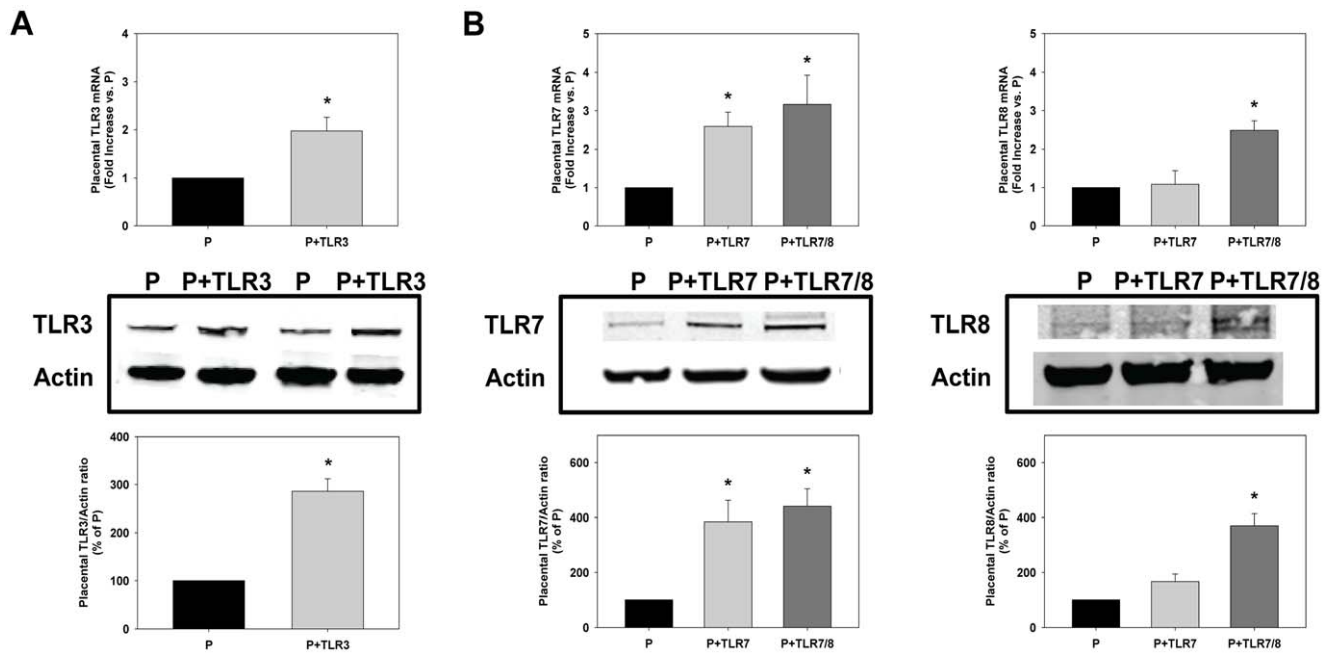 A
Placental TLR3 mRNA
(Fold Increase vs. P)
4
3
2
1
0
*
P P+TLR3
P P+TLR3 P P+TLR3
TLR3
Actin
Placental TLR3/Actin ratio
(% of P)
400
300
200
100
0
*
P P+TLR3
B
Placental TLR7 mRNA
(Fold Increase vs. P)
5
4
3
2
1
0
* *
P P+TLR7 P+TLR7/8
P P+TLR7 P+TLR7/8
TLR7
Actin
Placental TLR7/Actin ratio
(% of P)
600
400
200
0
* *
P P+TLR7 P+TLR7/8
Placental TLR8 mRNA
(Fold Increase vs. P)
5
4
3
2
1
0
*
P P+TLR7 P+TLR7/8
P P+TLR7 P+TLR7/8
TLR8
Actin
Placental TLR8/Actin ratio
(% of P)
600
400
200
0
*
P P+TLR7 P+TLR7/8